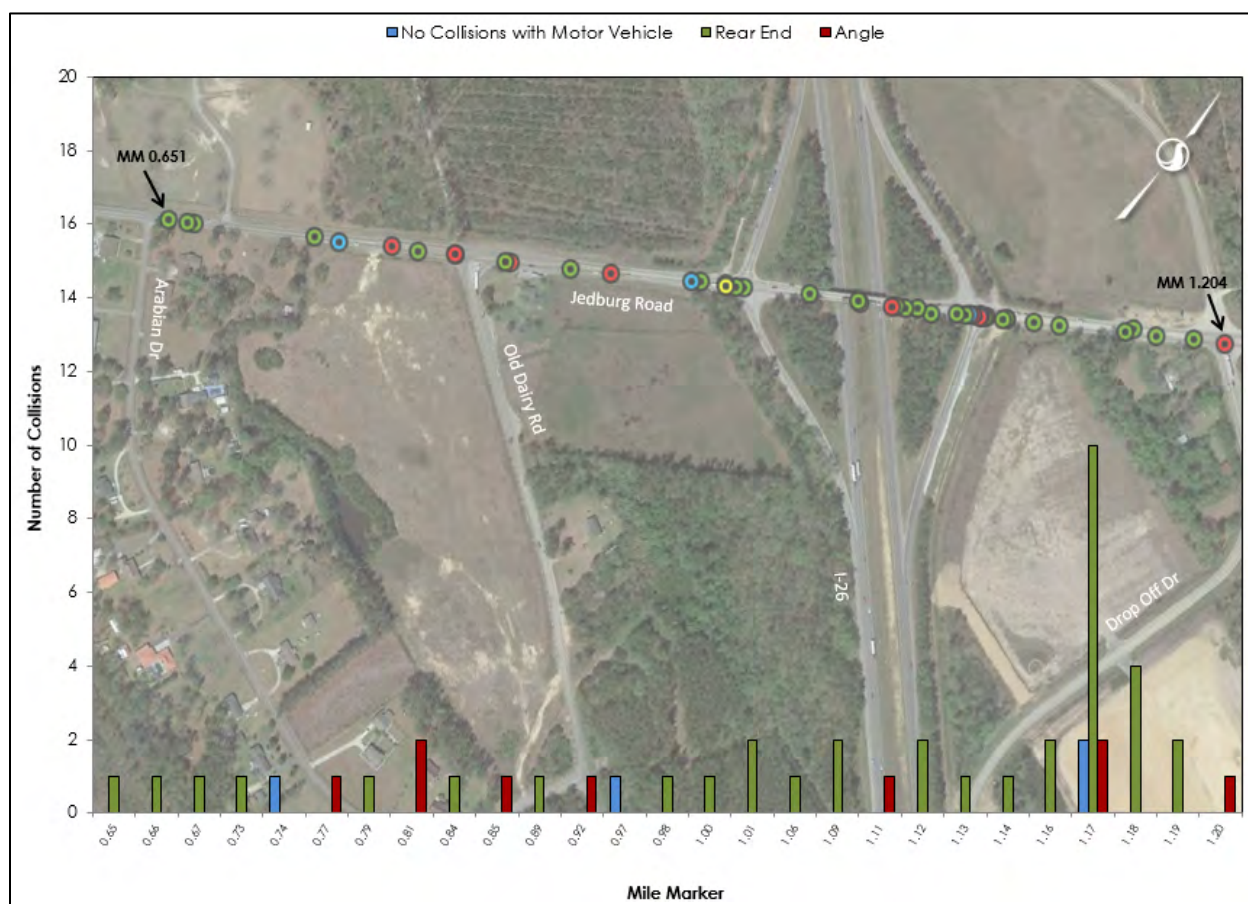 No Collisions with Motor Vehicle Rear End Angle
20
18
16
14
12
10
8
6
4
2
0
Number of Collisions
MM 0.651
MM 1.204
Arabian Dr
Old Dairy Rd
Jedburg Road
I-26
Drop Off Dr
0.65 0.66 0.67 0.73 0.74 0.77 0.79 0.81 0.84 0.85 0.89 0.92 0.97 0.98 1.00 1.01 1.06 1.09 1.11 1.12 1.13 1.14 1.16 1.17 1.18 1.19 1.20
Mile Marker